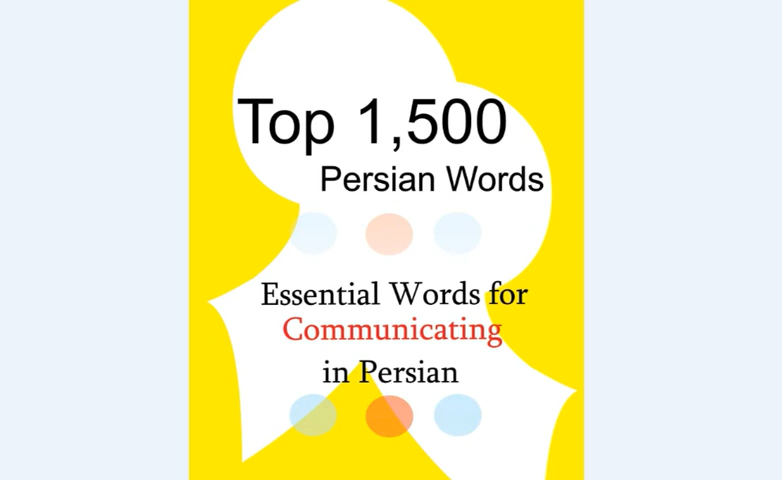 Top 1,500
Persian Words
Essential Words for
Communicating
in Persian